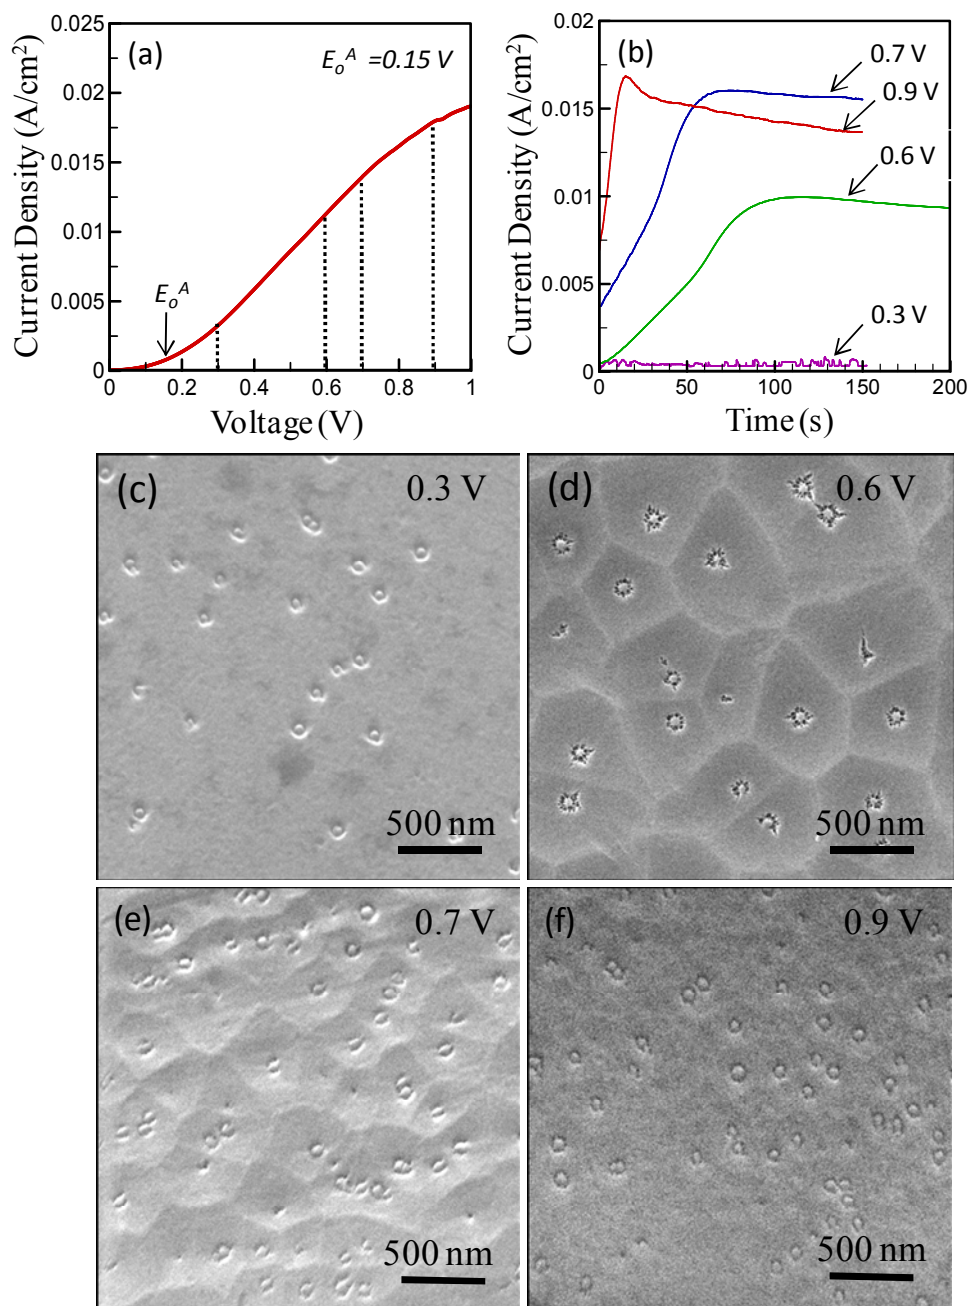 (a)
E_o^A =0.15 V
E_o^A
0.025
0.02
0.015
0.01
0.005
0
0
0.2
0.4
0.6
0.8
1
Current Density (A/cm²)
Voltage (V)
(b)
0.7 V
0.9 V
0.6 V
0.3 V
0.02
0.015
0.01
0.005
0
0
50
100
150
200
Current Density (A/cm²)
Time (s)
(c)
0.3 V
500 nm
(d)
0.6 V
500 nm
(e)
0.7 V
500 nm
(f)
0.9 V
500 nm